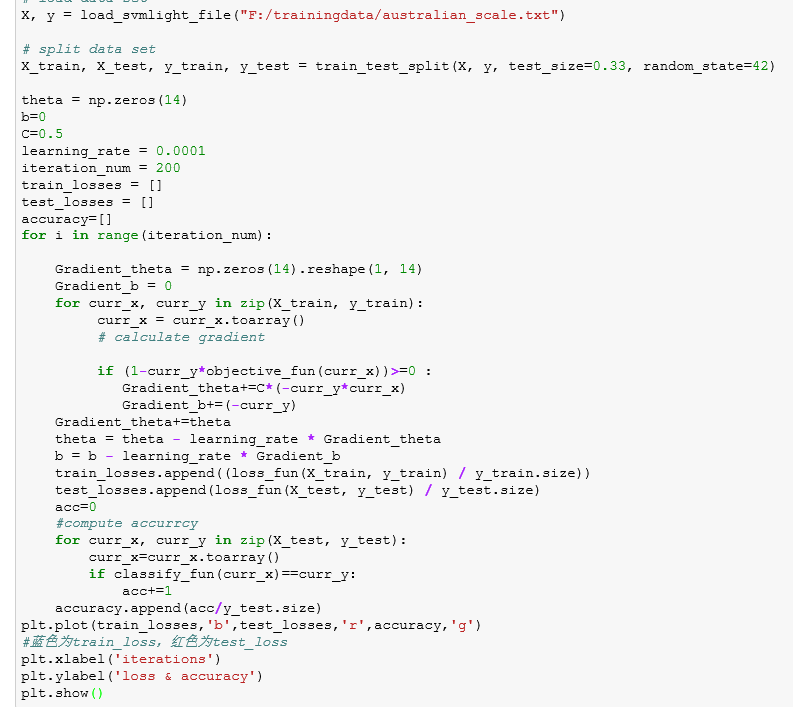 # load data set
X, y = load_svmlight_file("F:/trainingdata/australian_scale.txt")
# split data set
X_train, X_test, y_train, y_test = train_test_split(X, y, test_size=0.33, random_state=42)
theta = np.zeros(14)
b=0
C=0.5
learning_rate = 0.0001
iteration_num = 200
train_losses = []
test_losses = []
accuracy=[]
for i in range(iteration_num):
Gradient_theta = np.zeros(14).reshape(1, 14)
Gradient_b = 0
for curr_x, curr_y in zip(X_train, y_train):
curr_x = curr_x.toarray()
# calculate gradient
if (1-curr_y*objective_fun(curr_x))>=0 :
Gradient_theta+=C*(-curr_y*curr_x)
Gradient_b+=(-curr_y)
Gradient_theta+=theta
theta = theta - learning_rate * Gradient_theta
b = b - learning_rate * Gradient_b
train_losses.append((loss_fun(X_train, y_train) / y_train.size))
test_losses.append(loss_fun(X_test, y_test) / y_test.size)
acc=0
#compute accurrcy
for curr_x, curr_y in zip(X_test, y_test):
curr_x=curr_x.toarray()
if classify_fun(curr_x)==curr_y:
acc+=1
accuracy.append(acc/y_test.size)
plt.plot(train_losses,'b',test_losses,'r',accuracy,'g')
#蓝色为train_loss，红色为test_loss
plt.xlabel('iterations')
plt.ylabel('loss & accuracy')
plt.show()